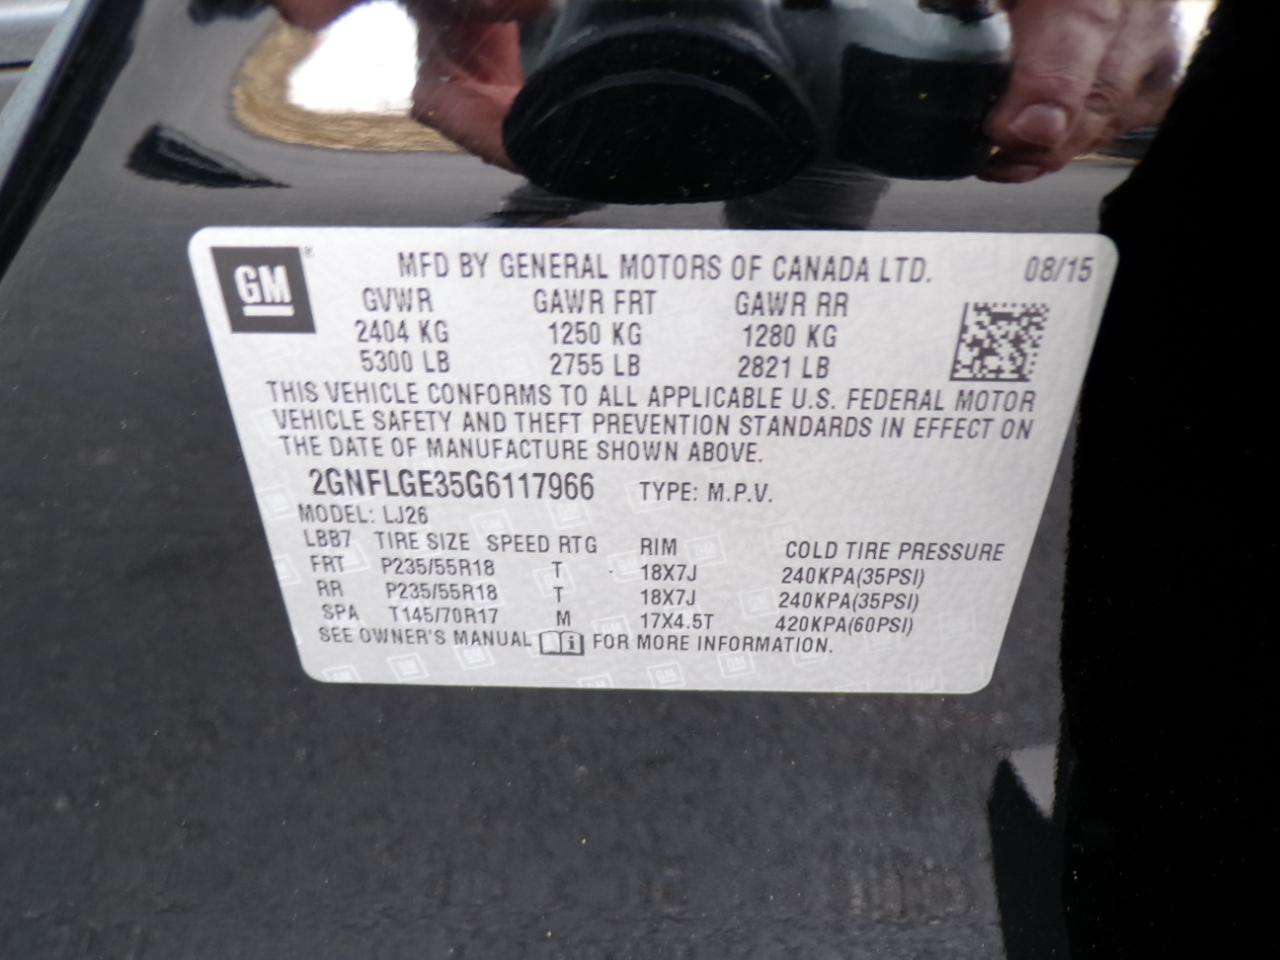 GM ® MFD BY GENERAL MOTORS OF CANADA LTD. 08/15
GVWR GAWR FRT GAWR RR
2404 KG 1250 KG 1280 KG
5300 LB 2755 LB 2821 LB
THIS VEHICLE CONFORMS TO ALL APPLICABLE U.S. FEDERAL MOTOR
VEHICLE SAFETY AND THEFT PREVENTION STANDARDS IN EFFECT ON
THE DATE OF MANUFACTURE SHOWN ABOVE.
2GNFLGE35G6117966 TYPE: M.P.V.
MODEL: LJ26
LBB7 TIRE SIZE SPEED RTG RIM COLD TIRE PRESSURE
FRT P235/55R18 T 18X7J 240KPA(35PSI)
RR P235/55R18 T 18X7J 240KPA(35PSI)
SPA T145/70R17 M 17X4.5T 420KPA(60PSI)
SEE OWNER'S MANUAL FOR MORE INFORMATION.